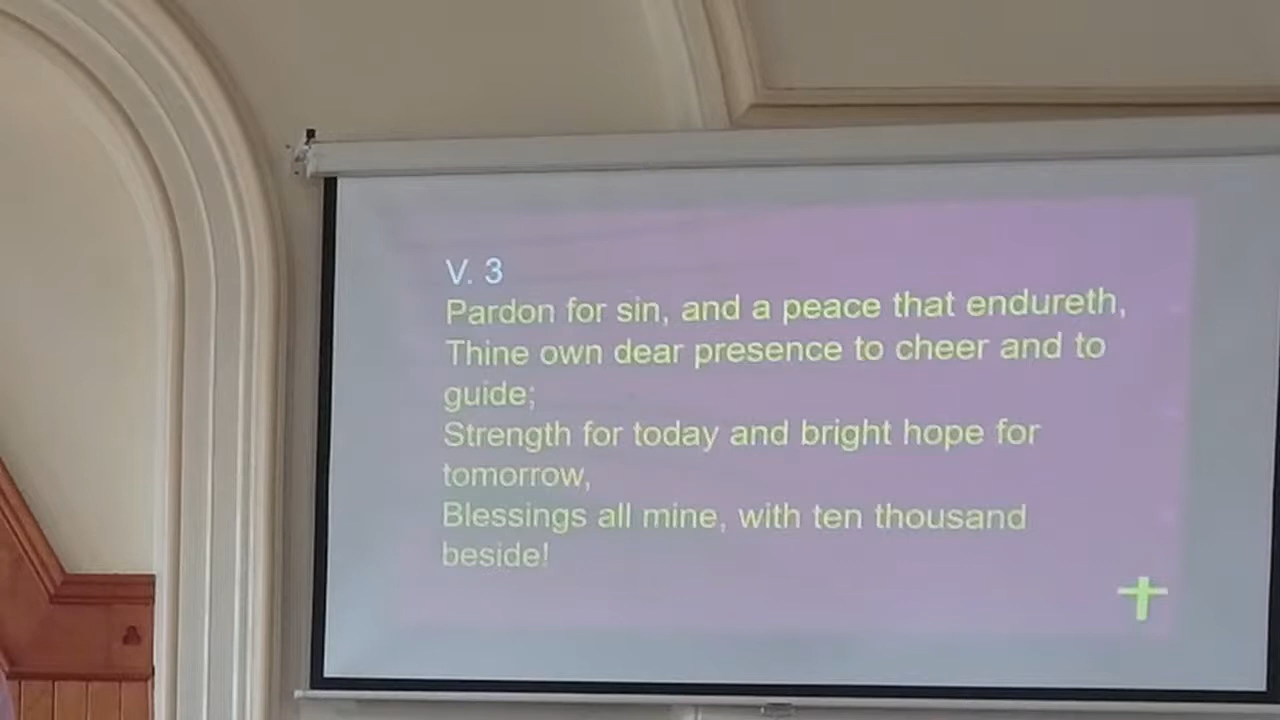 V. 3
Pardon for sin, and a peace that endureth,
Thine own dear presence to cheer and to
guide;
Strength for today and bright hope for
tomorrow,
Blessings all mine, with ten thousand
beside!